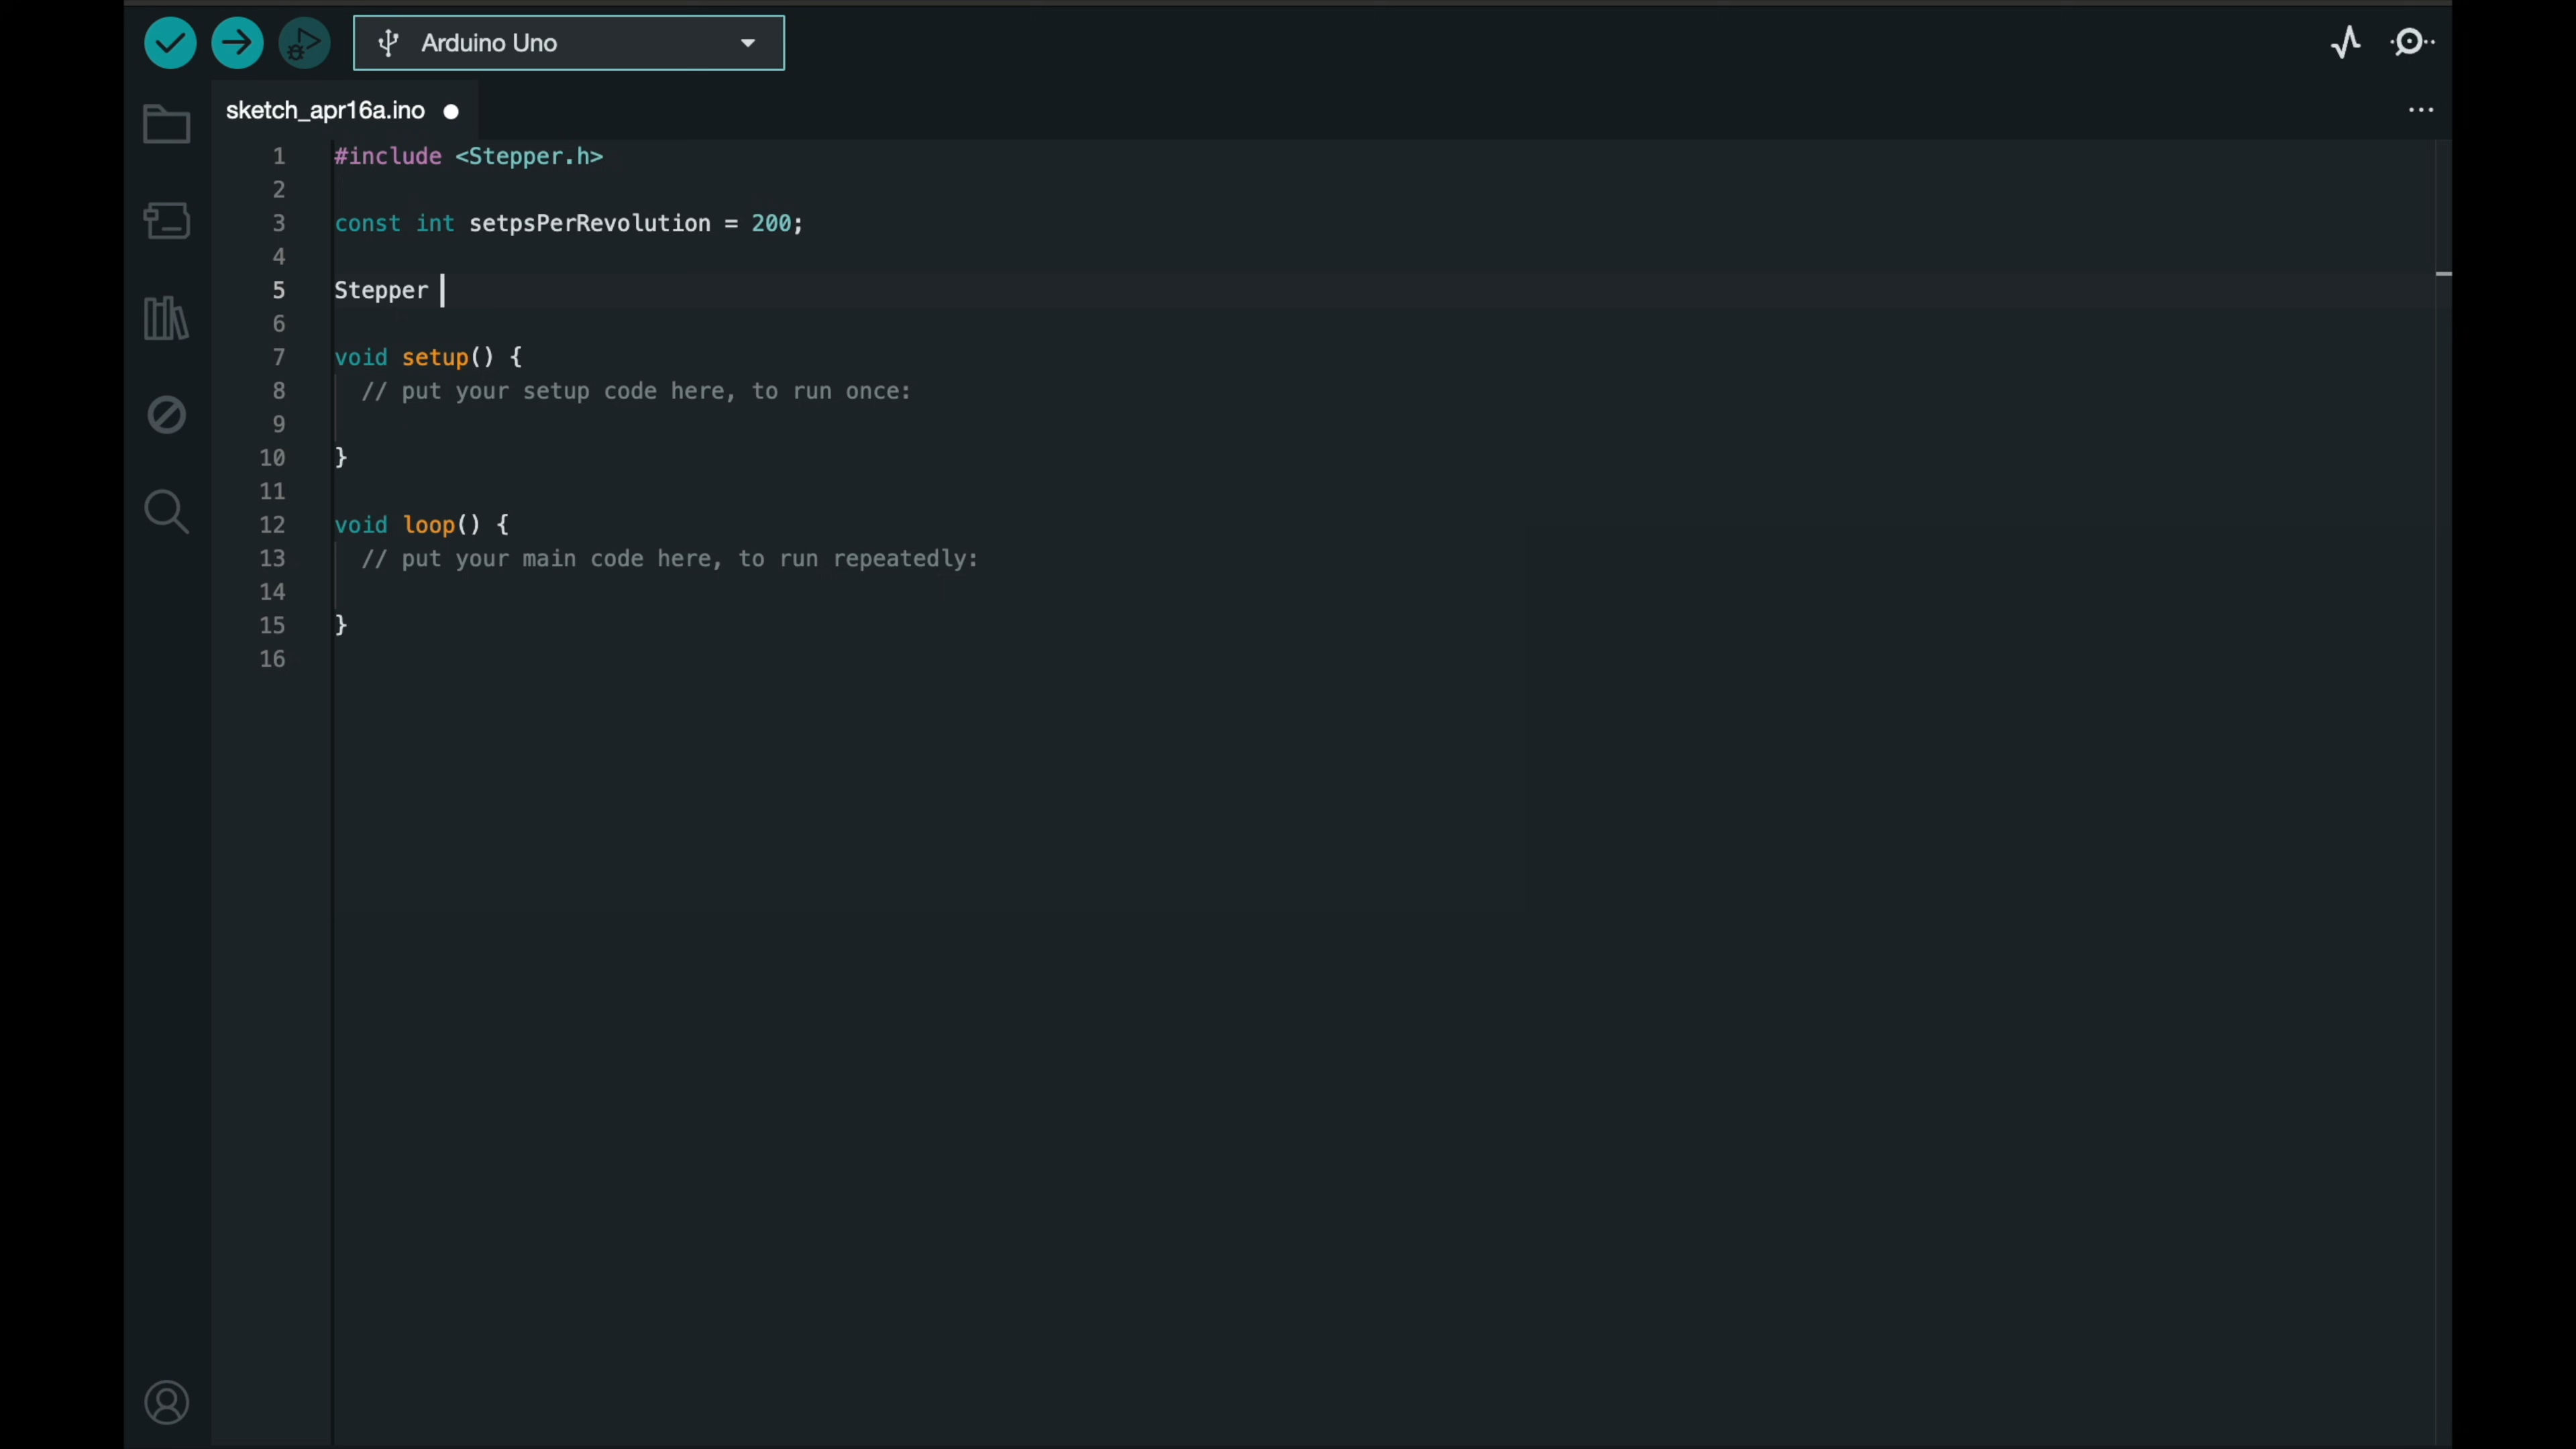 Arduino Uno
sketch_apr16a.ino
...
1 #include <Stepper.h>
2
3 const int setpsPerRevolution = 200;
4
5 Stepper
6
7 void setup() {
8 // put your setup code here, to run once:
9
10 }
11
12 void loop() {
13 // put your main code here, to run repeatedly:
14
15 }
16